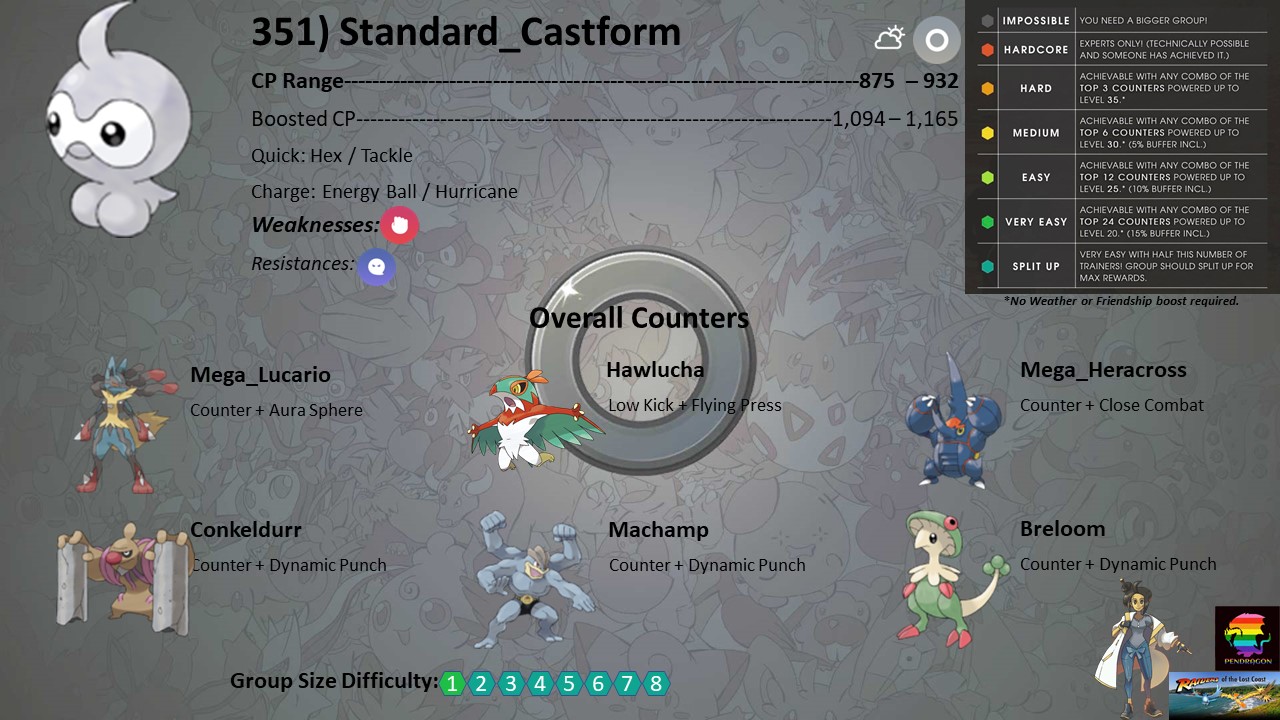 351) Standard_Castform
CP Range------------------------------------------------------------------------875 – 932
Boosted CP--------------------------------------------------------------------1,094 – 1,165
Quick: Hex / Tackle
Charge: Energy Ball / Hurricane
Weaknesses:
Resistances:
IMPOSSIBLE YOU NEED A BIGGER GROUP!
HARDCORE EXPERTS ONLY! (TECHNICALLY POSSIBLE
AND SOMEONE HAS ACHIEVED IT.)
HARD ACHIEVABLE WITH ANY COMBO OF THE
TOP 3 COUNTERS POWERED UP TO
LEVEL 35.*
MEDIUM ACHIEVABLE WITH ANY COMBO OF THE
TOP 6 COUNTERS POWERED UP TO
LEVEL 30.* (5% BUFFER INCL.)
EASY ACHIEVABLE WITH ANY COMBO OF THE
TOP 12 COUNTERS POWERED UP TO
LEVEL 25.* (10% BUFFER INCL.)
VERY EASY ACHIEVABLE WITH ANY COMBO OF THE
TOP 24 COUNTERS POWERED UP TO
LEVEL 20.* (15% BUFFER INCL.)
SPLIT UP VERY EASY WITH HALF THIS NUMBER OF
TRAINERS! GROUP SHOULD SPLIT UP FOR
MAX REWARDS.
*No Weather or Friendship boost required.
Overall Counters
Mega_Lucario
Counter + Aura Sphere
Hawlucha
Low Kick + Flying Press
Mega_Heracross
Counter + Close Combat
Conkeldurr
Counter + Dynamic Punch
Machamp
Counter + Dynamic Punch
Breloom
Counter + Dynamic Punch
Group Size Difficulty: 1 2 3 4 5 6 7 8
PENDROGON
RAIDERS of the Lost Coast